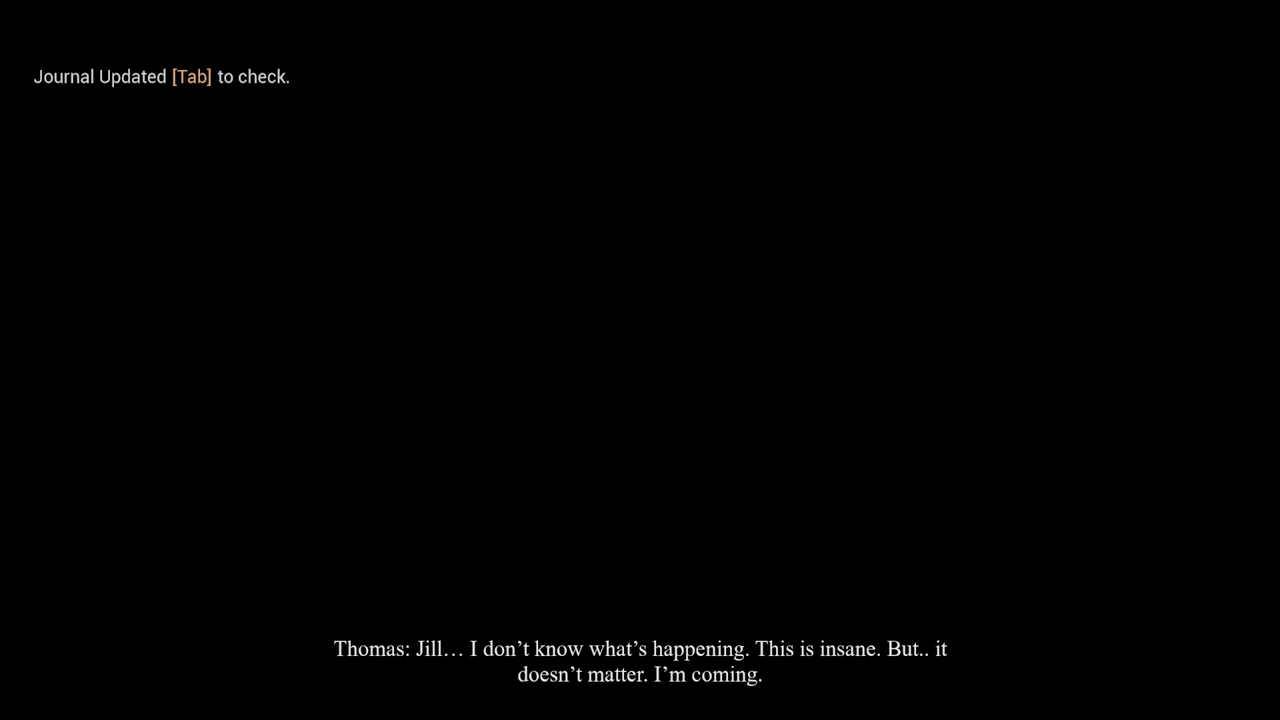 Journal Updated [Tab] to check.
Thomas: Jill… I don’t know what’s happening. This is insane. But.. it
doesn’t matter. I’m coming.